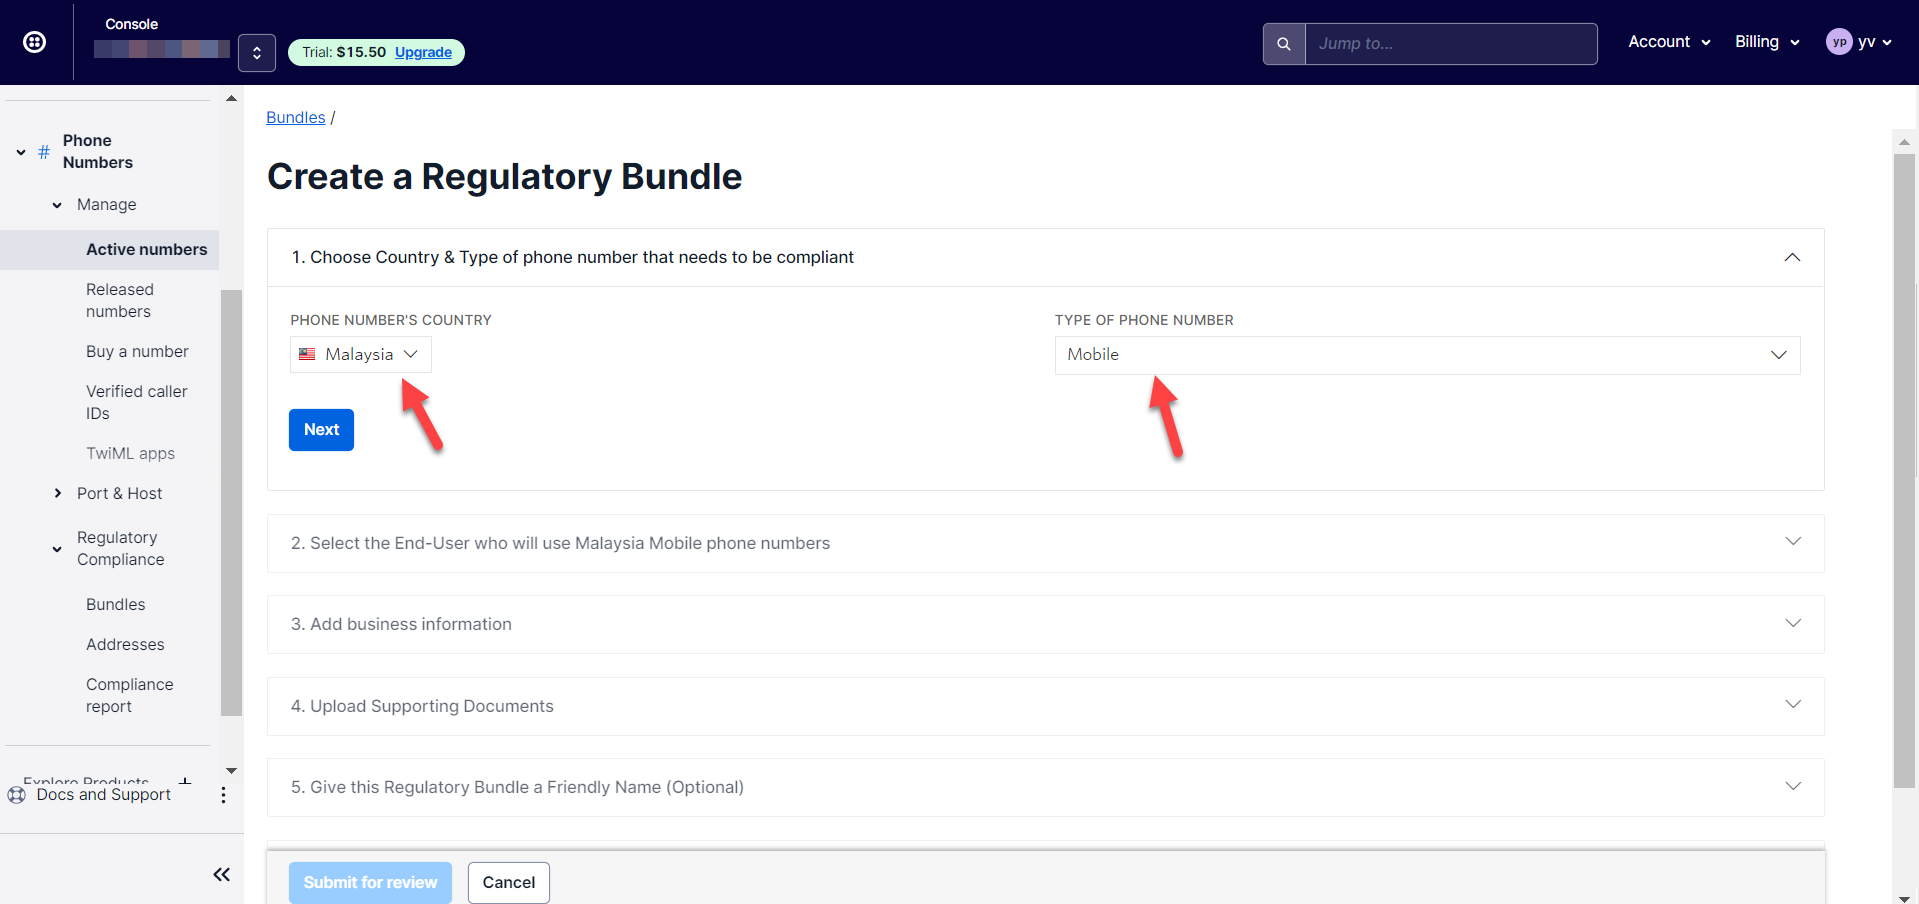 Console
Trial: $15.50 Upgrade
Jump to...
Account
Billing
yp yv
Phone
Numbers
Manage
Active numbers
Released
numbers
Buy a number
Verified caller
IDs
TwiML apps
Port & Host
Regulatory
Compliance
Bundles
Addresses
Compliance
report
Explore Products +
Docs and Support
Bundles /
Create a Regulatory Bundle
1. Choose Country & Type of phone number that needs to be compliant
PHONE NUMBER'S COUNTRY
Malaysia
TYPE OF PHONE NUMBER
Mobile
Next
2. Select the End-User who will use Malaysia Mobile phone numbers
3. Add business information
4. Upload Supporting Documents
5. Give this Regulatory Bundle a Friendly Name (Optional)
Submit for review
Cancel